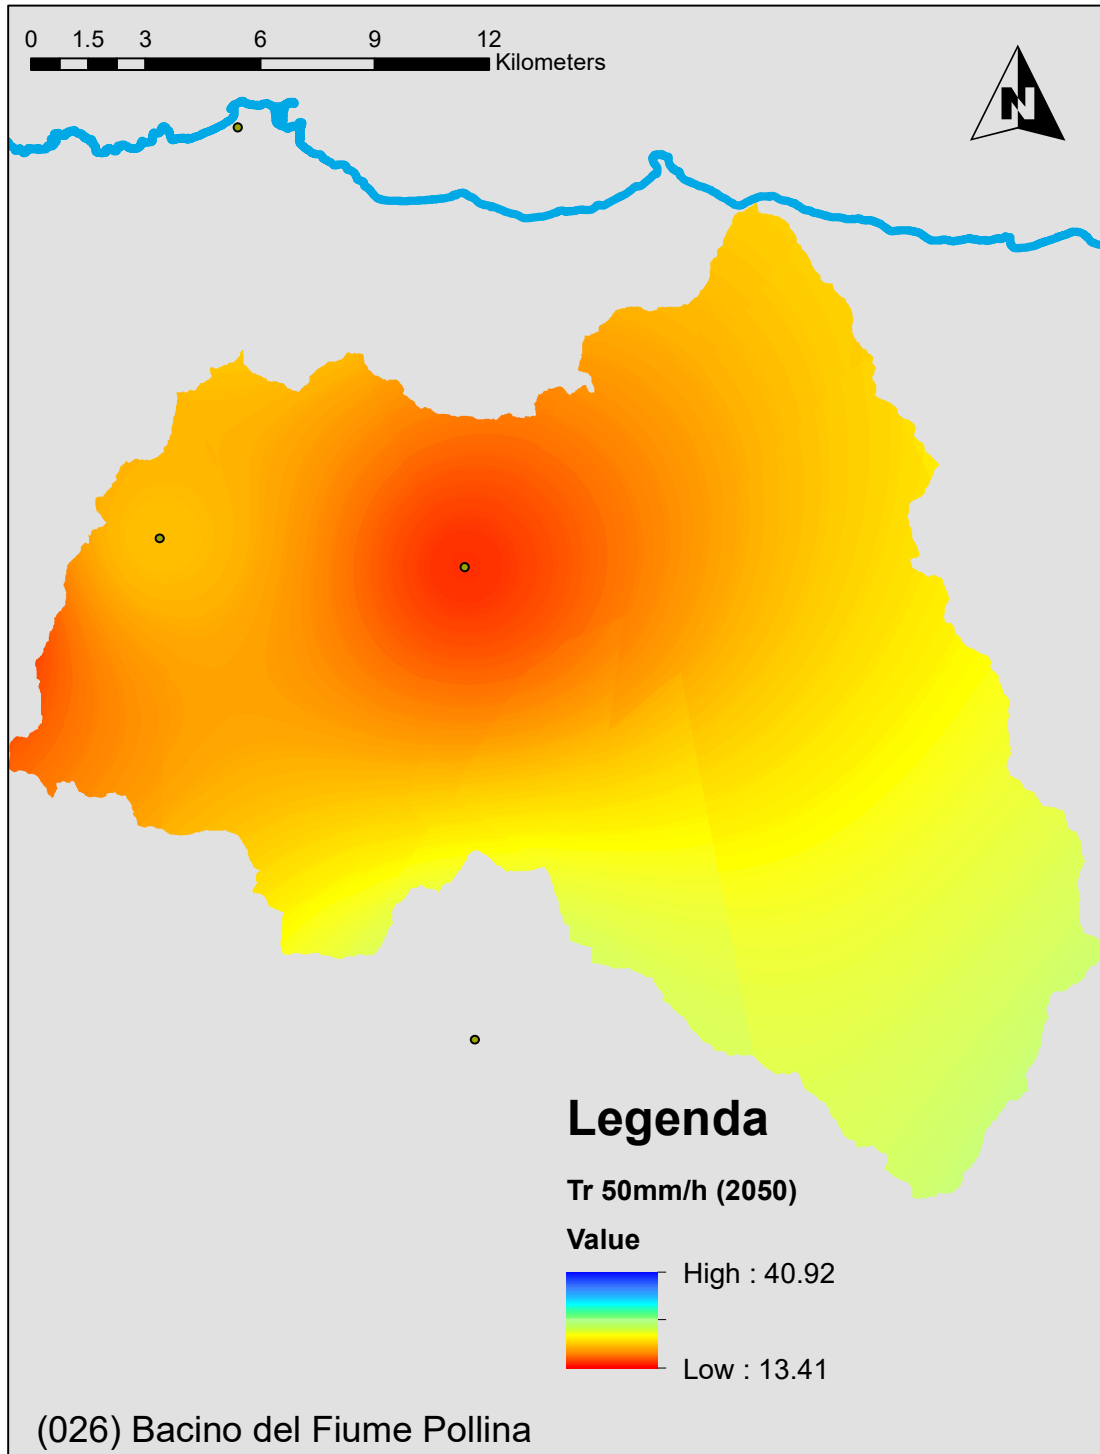 0 1.5 3 6 9 12
Kilometers
N
Legenda
Tr 50mm/h (2050)
Value
High : 40.92
Low : 13.41
(026) Bacino del Fiume Pollina